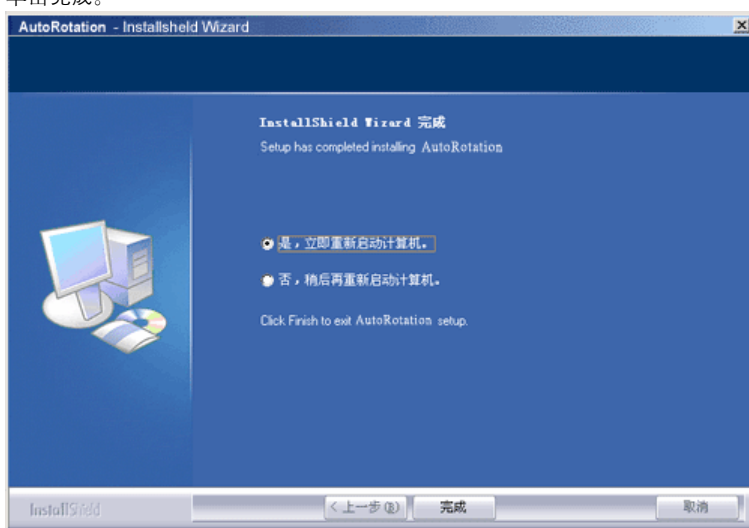 单击完成。
AutoRotation - Installsheld Wizard
InstallShield Wizard 完成
Setup has completed installing AutoRotation
是，立即重新启动计算机。
否，稍后再重新启动计算机。
Click Finish to exit AutoRotation setup.
InstallShield
<上一步(B)
完成
取消